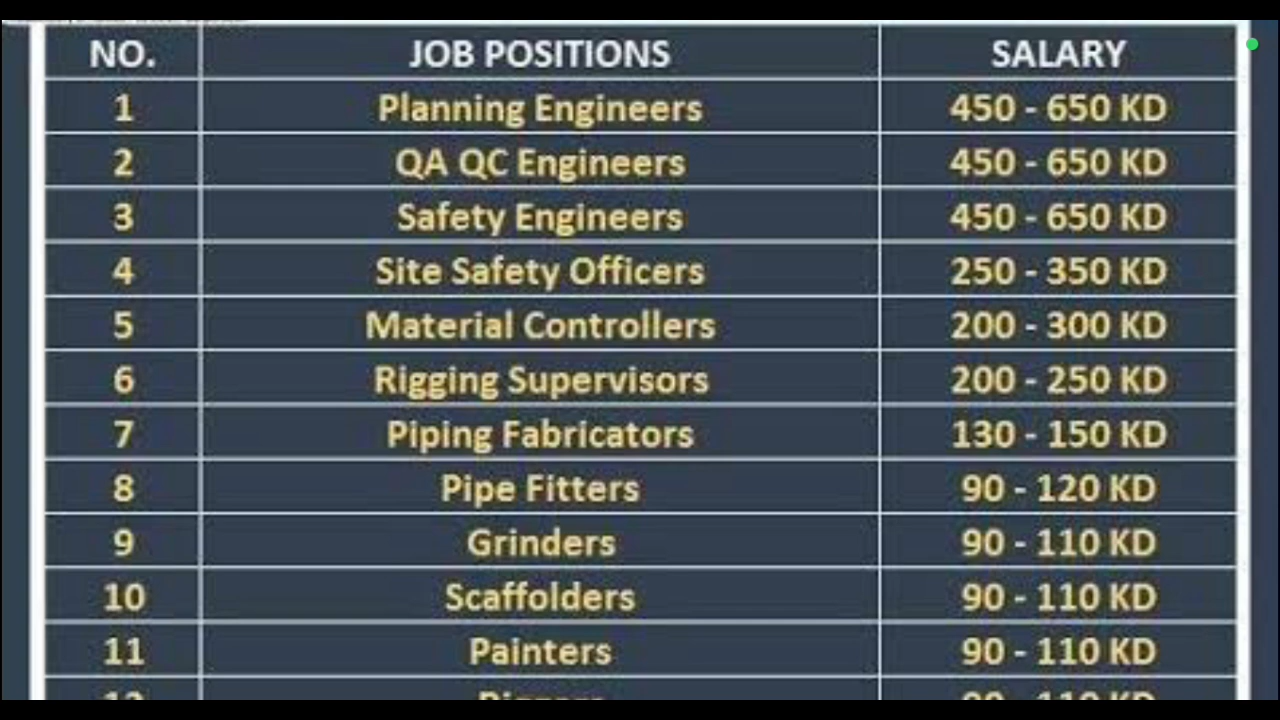 NO. JOB POSITIONS SALARY
1 Planning Engineers 450 - 650 KD
2 QA QC Engineers 450 - 650 KD
3 Safety Engineers 450 - 650 KD
4 Site Safety Officers 250 - 350 KD
5 Material Controllers 200 - 300 KD
6 Rigging Supervisors 200 - 250 KD
7 Piping Fabricators 130 - 150 KD
8 Pipe Fitters 90 - 120 KD
9 Grinders 90 - 110 KD
10 Scaffolders 90 - 110 KD
11 Painters 90 - 110 KD